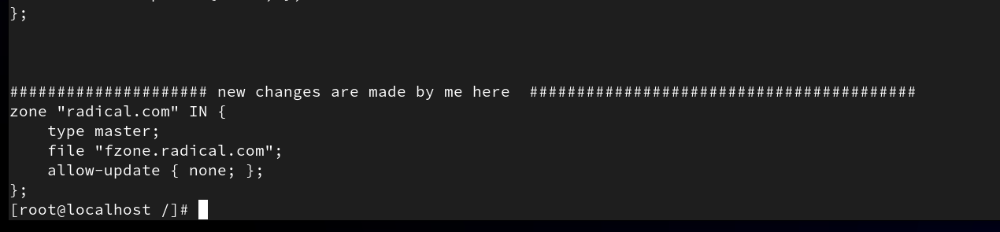 };
##################### new changes are made by me here  #########################################
zone "radical.com" IN {
    type master;
    file "fzone.radical.com";
    allow-update { none; };
};
[root@localhost /]#